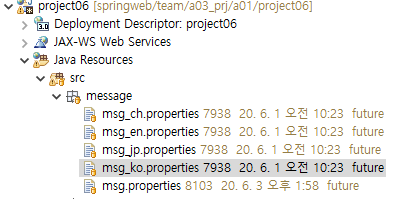 project06 [springweb/team/a03_prj/a01/project06]
Deployment Descriptor: project06
JAX-WS Web Services
Java Resources
src
message
msg_ch.properties 7938 20. 6. 1 오전 10:23 future
msg_en.properties 7938 20. 6. 1 오전 10:23 future
msg_jp.properties 7938 20. 6. 1 오전 10:23 future
msg_ko.properties 7938 20. 6. 1 오전 10:23 future
msg.properties 8103 20. 6. 3 오후 1:58 future